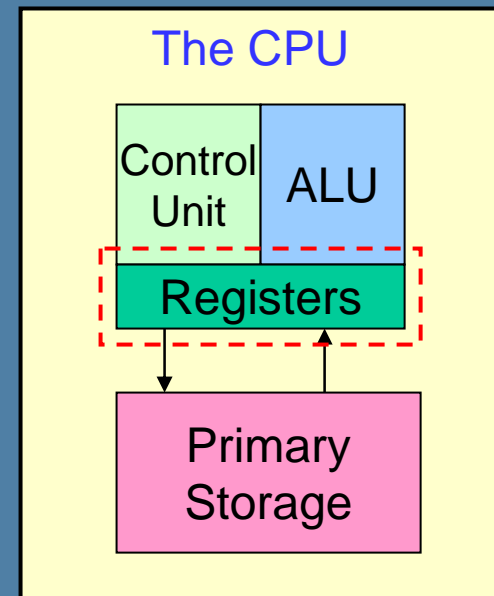 The CPU
Control
Unit
ALU
Registers
Primary
Storage